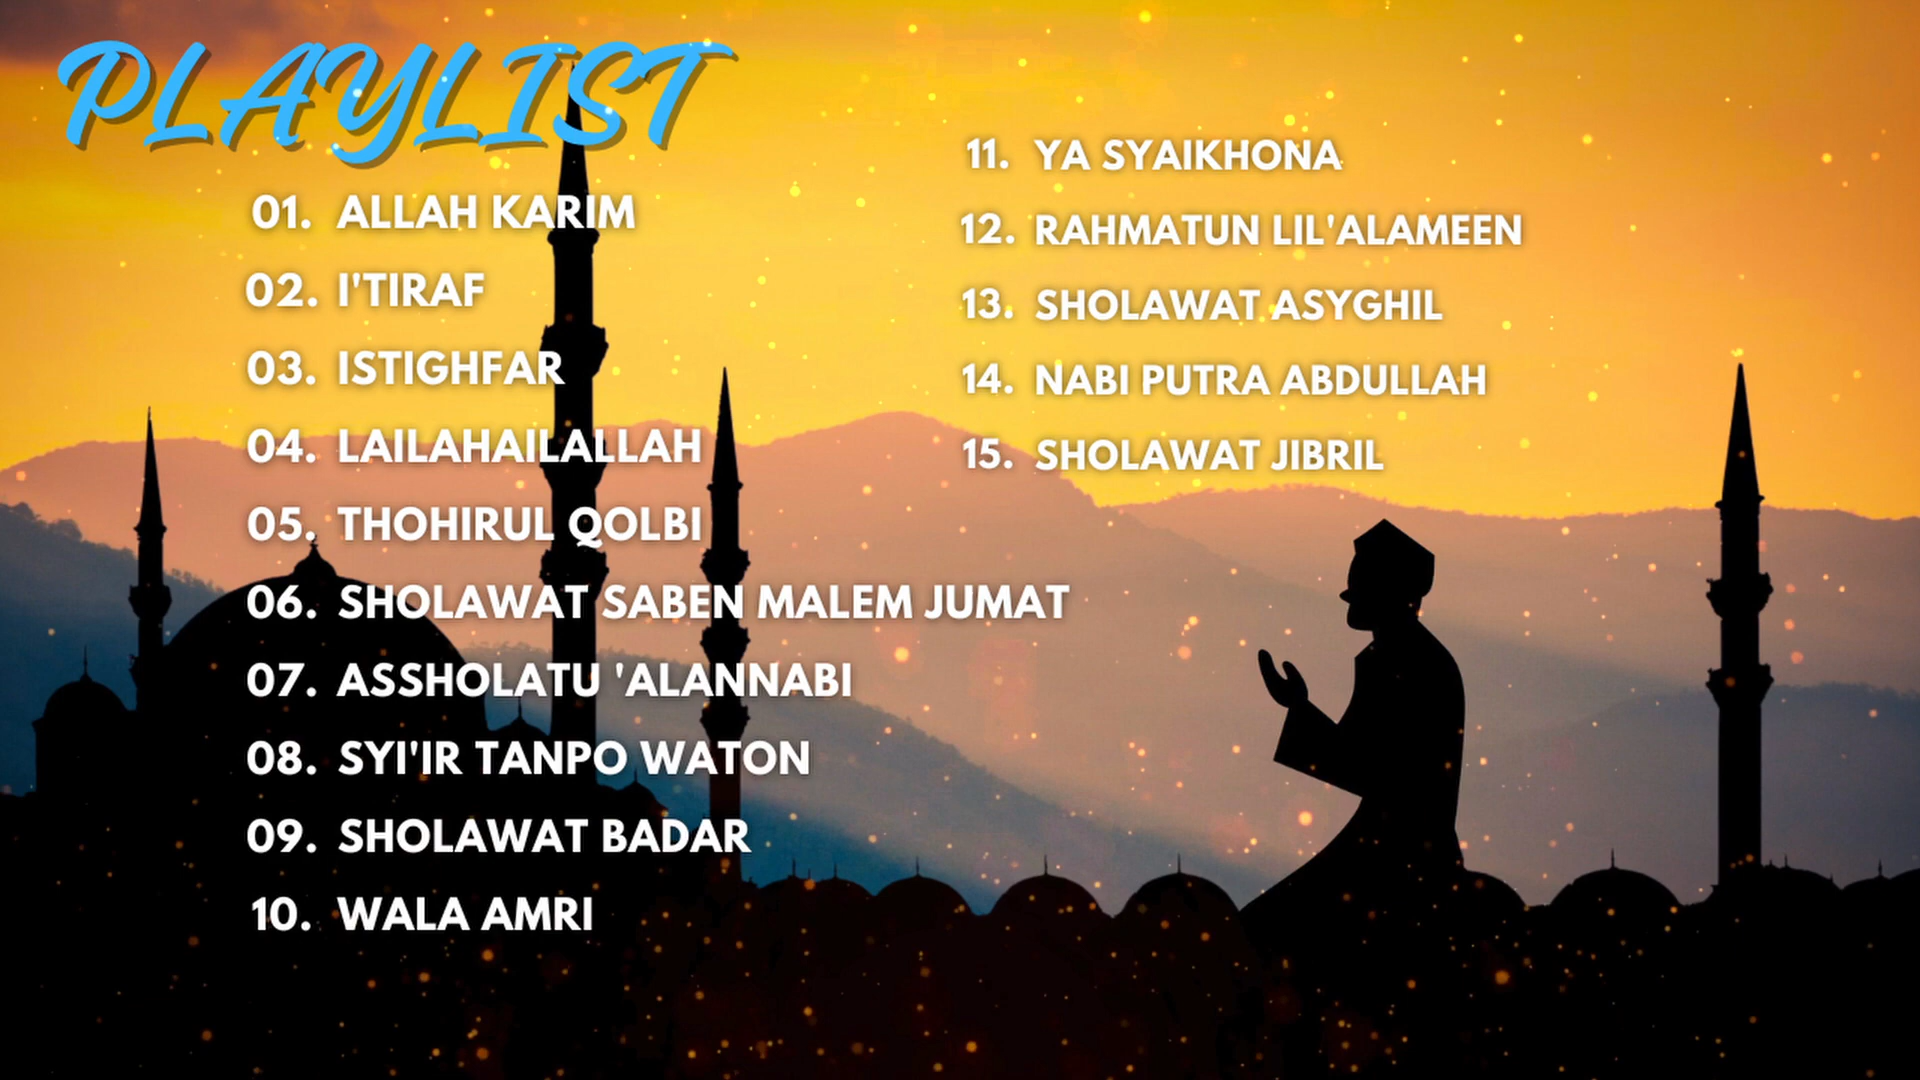 PLAYLIST
01. ALLAH KARIM
02. I'TIRAF
03. ISTIGHFAR
04. LAILAHAILALLAH
05. THOHIRUL QOLBI
06. SHOLAWAT SABEN MALEM JUMAT
07. ASSHOLATU 'ALANNABI
08. SYI'IR TANPO WATON
09. SHOLAWAT BADAR
10. WALA AMRI
11. YA SYAIKHONA
12. RAHMATUN LIL'ALAMEEN
13. SHOLAWAT ASYGHIL
14. NABI PUTRA ABDULLAH
15. SHOLAWAT JIBRIL